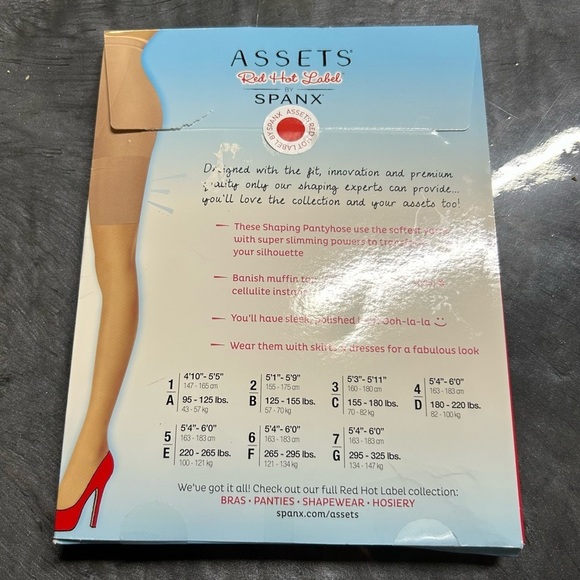 ASSETS®
Red Hot Label™
BY
SPANX®
ASSETS RED HOT LABEL BY SPANX
Designed with the fit, innovation and premium
quality only our shaping experts can provide...
you'll love the collection and your assets too!
— These Shaping Pantyhose use the softest
with super slimming powers to
your silhouette
— Banish muffin
cellulite
— You'll have sleek, polished ooh-la-la
— Wear them with dresses for a fabulous look
1 A 4'10"- 5'5" 147 - 165 cm 95 - 125 lbs. 43 - 57 kg
2 B 5'1"- 5'9" 155 - 175 cm 125 - 155 lbs. 57 - 70 kg
3 C 5'3"- 5'11" 160 - 180 cm 155 - 180 lbs. 70 - 82 kg
4 D 5'4"- 6'0" 163 - 183 cm 180 - 220 lbs. 82 - 100 kg
5 E 5'4"- 6'0" 163 - 183 cm 220 - 265 lbs. 100 - 121 kg
6 F 5'4"- 6'0" 163 - 183 cm 265 - 295 lbs. 121 - 134 kg
7 G 5'4"- 6'0" 163 - 183 cm 295 - 325 lbs. 134 - 147 kg
We've got it all! Check out our full Red Hot Label collection:
BRAS • PANTIES • SHAPEWEAR • HOSIERY
spanx.com/assets